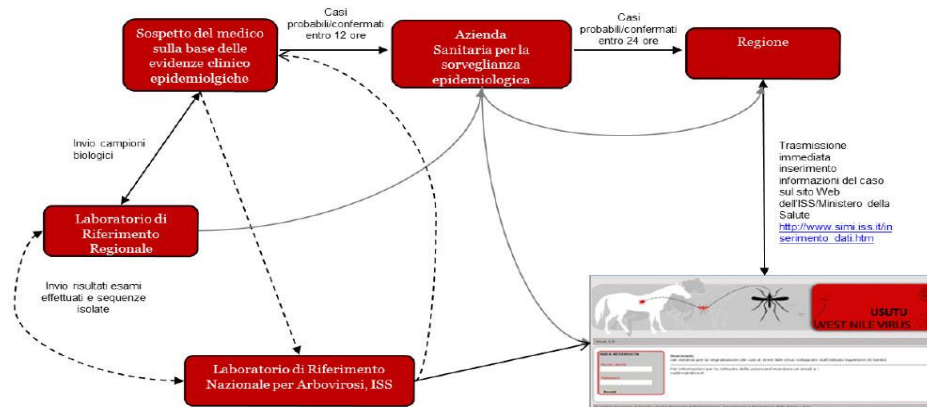 Sospetto del medico
sulla base delle
evidenze clinico
epidemiolgiche
Casi
probabili/confermati
entro 12 ore
Azienda
Sanitaria per la
sorveglianza
epidemiologica
Casi
probabili/confermati
entro 24 ore
Regione
Invio campioni
biologici
Trasmissione
immediata
inserimento
informazioni del caso
sul sito Web
dell'ISS/Ministero della
Salute
http://www.simi.iss.it/in
serimento_dati.htm
Laboratorio di
Riferimento
Regionale
Invio risultati esami
effettuati e sequenze
isolate
Laboratorio di Riferimento
Nazionale per Arbovirosi, ISS
USUTU
WEST NILE VIRUS